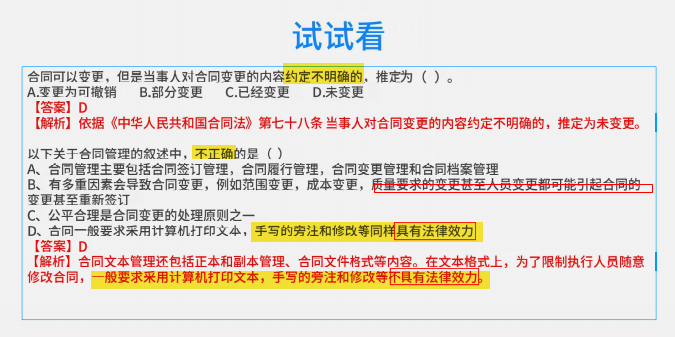 试试看
合同可以变更，但是当事人对合同变更的内容约定不明确的，推定为（ ）。
A.变更为可撤销 B.部分变更 C.已经变更 D.未变更
【答案】D
【解析】依据《中华人民共和国合同法》第七十八条 当事人对合同变更的内容约定不明确的，推定为未变更。
以下关于合同管理的叙述中，不正确的是（ ）
A、合同管理主要包括合同签订管理，合同履行管理，合同变更管理和合同档案管理
B、有多重因素会导致合同变更，例如范围变更，成本变更，质量要求的变更甚至人员变更都可能引起合同的
变更甚至重新签订
C、公平合理是合同变更的处理原则之一
D、合同一般要求采用计算机打印文本，手写的旁注和修改等同样具有法律效力
【答案】D
【解析】合同文本管理还包括正本和副本管理、合同文件格式等内容。在文本格式上，为了限制执行人员随意
修改合同，一般要求采用计算机打印文本，手写的旁注和修改等不具有法律效力。